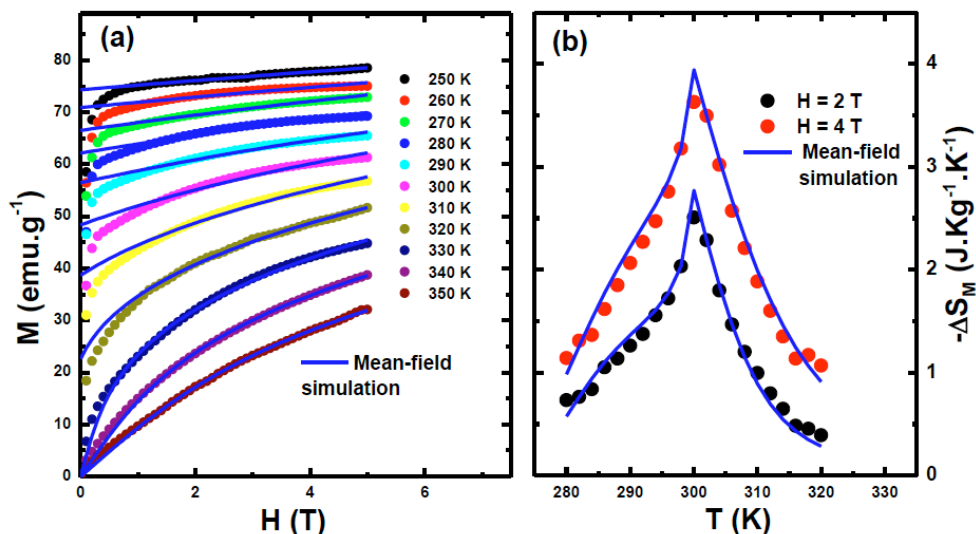 (a)
80
70
60
50
40
30
20
10
0
M (emu.g⁻¹)
250 K
260 K
270 K
280 K
290 K
300 K
310 K
320 K
330 K
340 K
350 K
Mean-field
simulation
0 2 4 6
H (T)
(b)
H = 2 T
H = 4 T
Mean-field
simulation
4
3
2
1
0
-ΔS_M (J.Kg⁻¹.K⁻¹)
280 290 300 310 320 330
T (K)